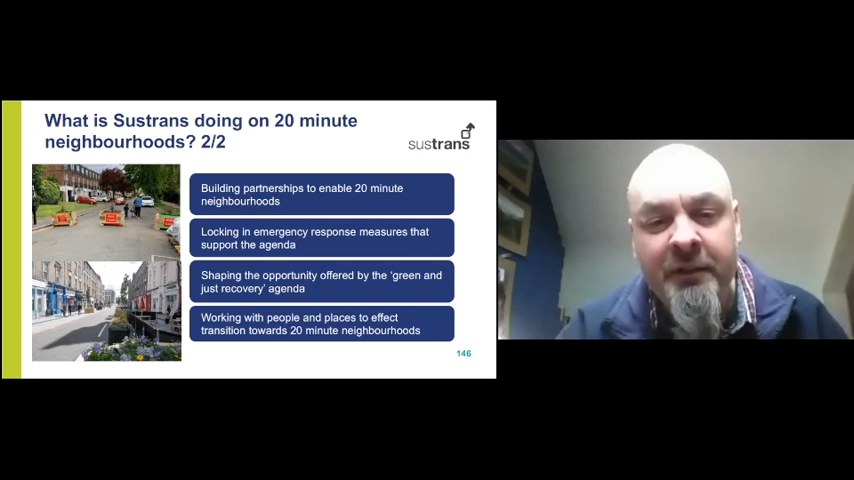 What is Sustrans doing on 20 minute
neighbourhoods? 2/2
sustrans
Building partnerships to enable 20 minute
neighbourhoods
Locking in emergency response measures that
support the agenda
Shaping the opportunity offered by the ‘green and
just recovery’ agenda
Working with people and places to effect
transition towards 20 minute neighbourhoods
146